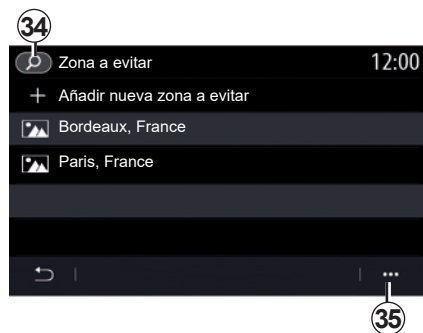 34
Zona a evitar 12:00
Añadir nueva zona a evitar
Bordeaux, France
Paris, France
35